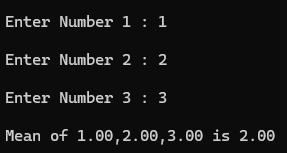 Enter Number 1 : 1
Enter Number 2 : 2
Enter Number 3 : 3
Mean of 1.00,2.00,3.00 is 2.00